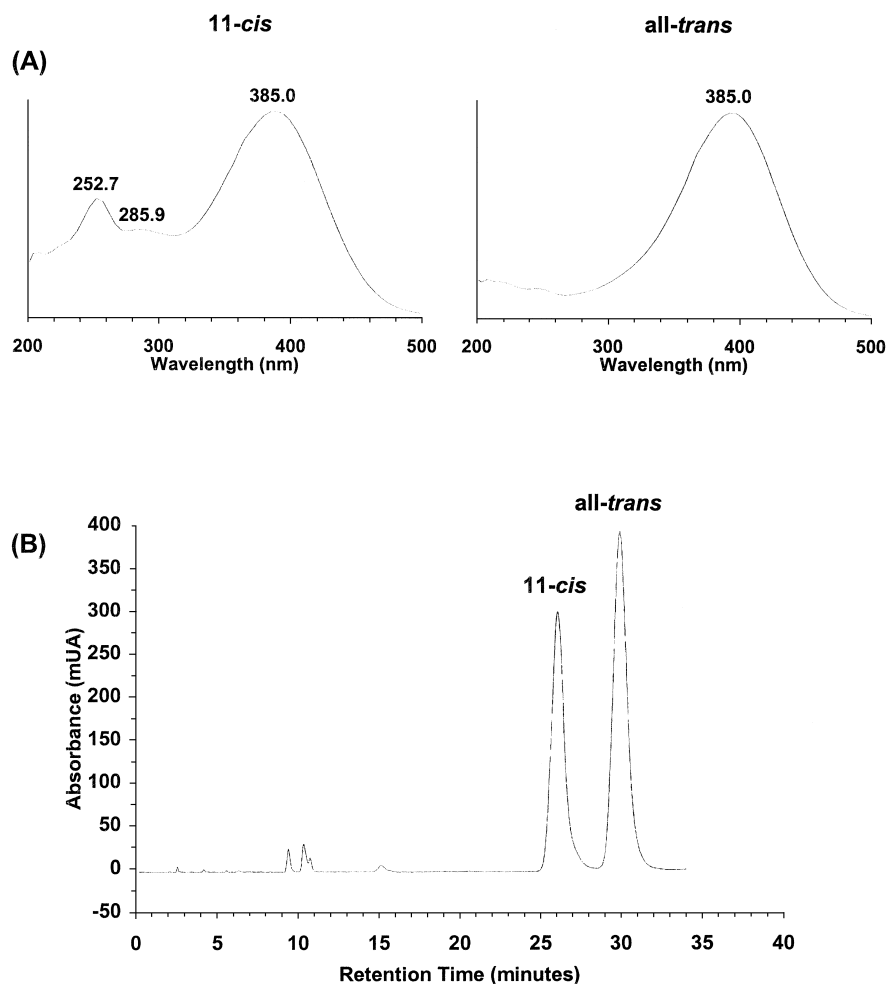 11-cis
all-trans
(A)
385.0
252.7
285.9
385.0
200 300 400 500
Wavelength (nm)
200 300 400 500
Wavelength (nm)
(B)
all-trans
11-cis
400
350
300
250
200
150
100
50
0
-50
Absorbance (mUA)
0 5 10 15 20 25 30 35 40
Retention Time (minutes)